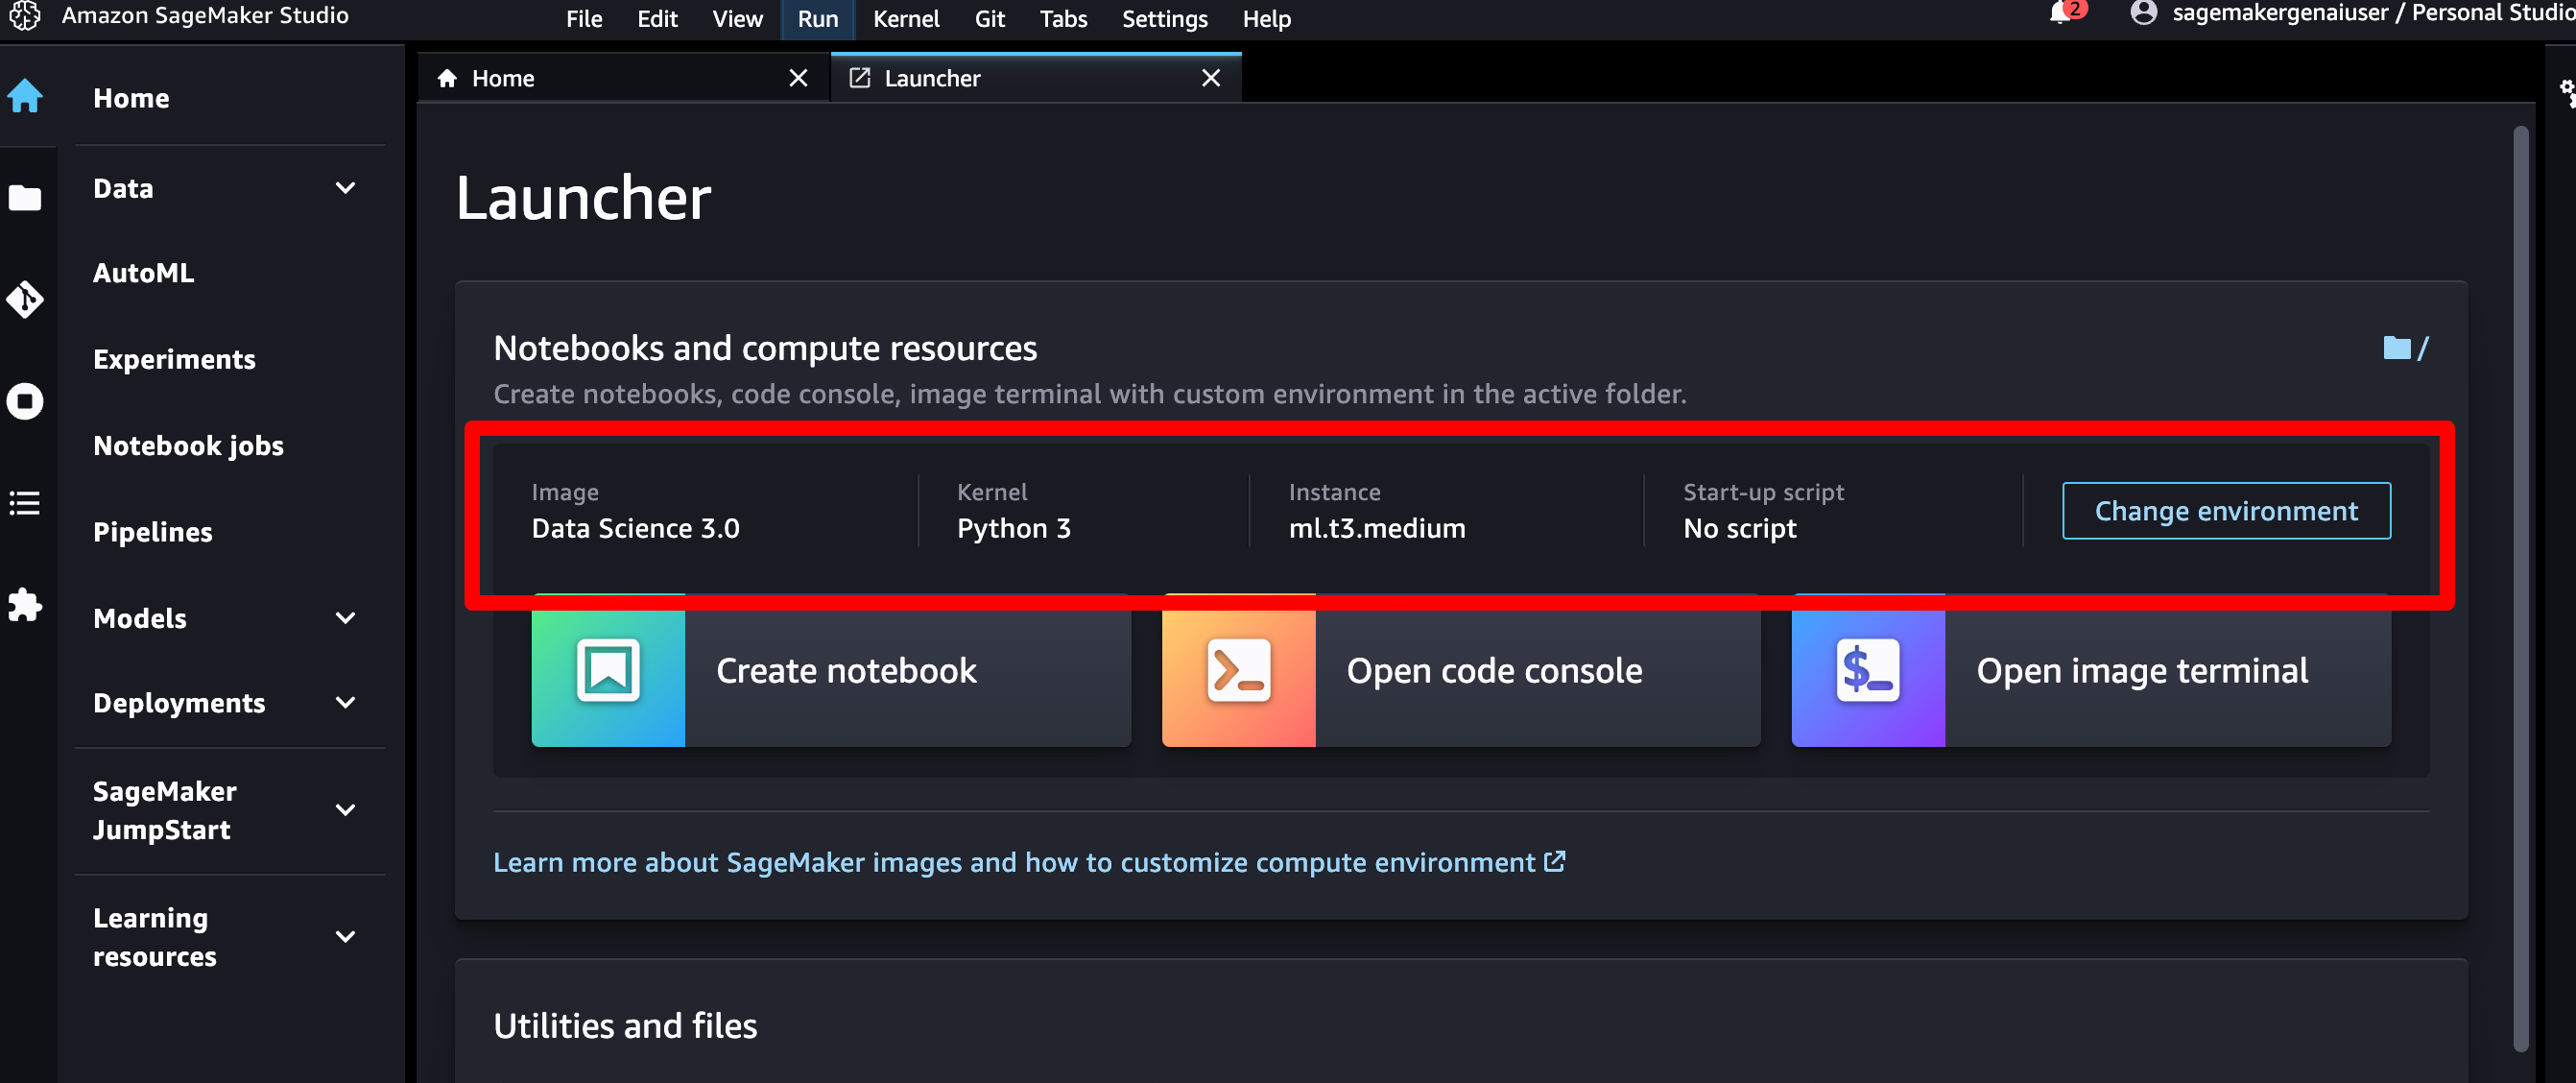 Amazon SageMaker Studio
File Edit View Run Kernel Git Tabs Settings Help
2
sagemakergenaiuser / Personal Studio
Home
Launcher
Home
Data
AutoML
Experiments
Notebook jobs
Pipelines
Models
Deployments
SageMaker
JumpStart
Learning
resources
Launcher
Notebooks and compute resources
/
Create notebooks, code console, image terminal with custom environment in the active folder.
Image
Data Science 3.0
Kernel
Python 3
Instance
ml.t3.medium
Start-up script
No script
Change environment
Create notebook
$_
Open code console
Open image terminal
Learn more about SageMaker images and how to customize compute environment
Utilities and files